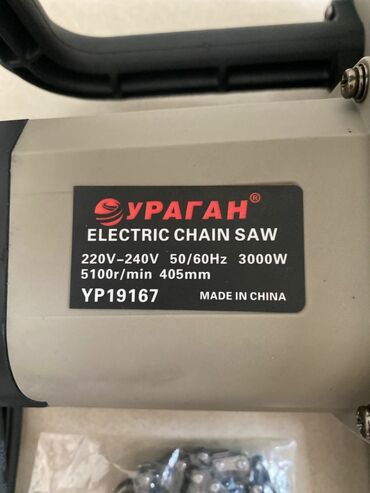 УРАГАН®
ELECTRIC CHAIN SAW
220V-240V 50/60Hz 3000W
5100r/min 405mm
YP19167 MADE IN CHINA